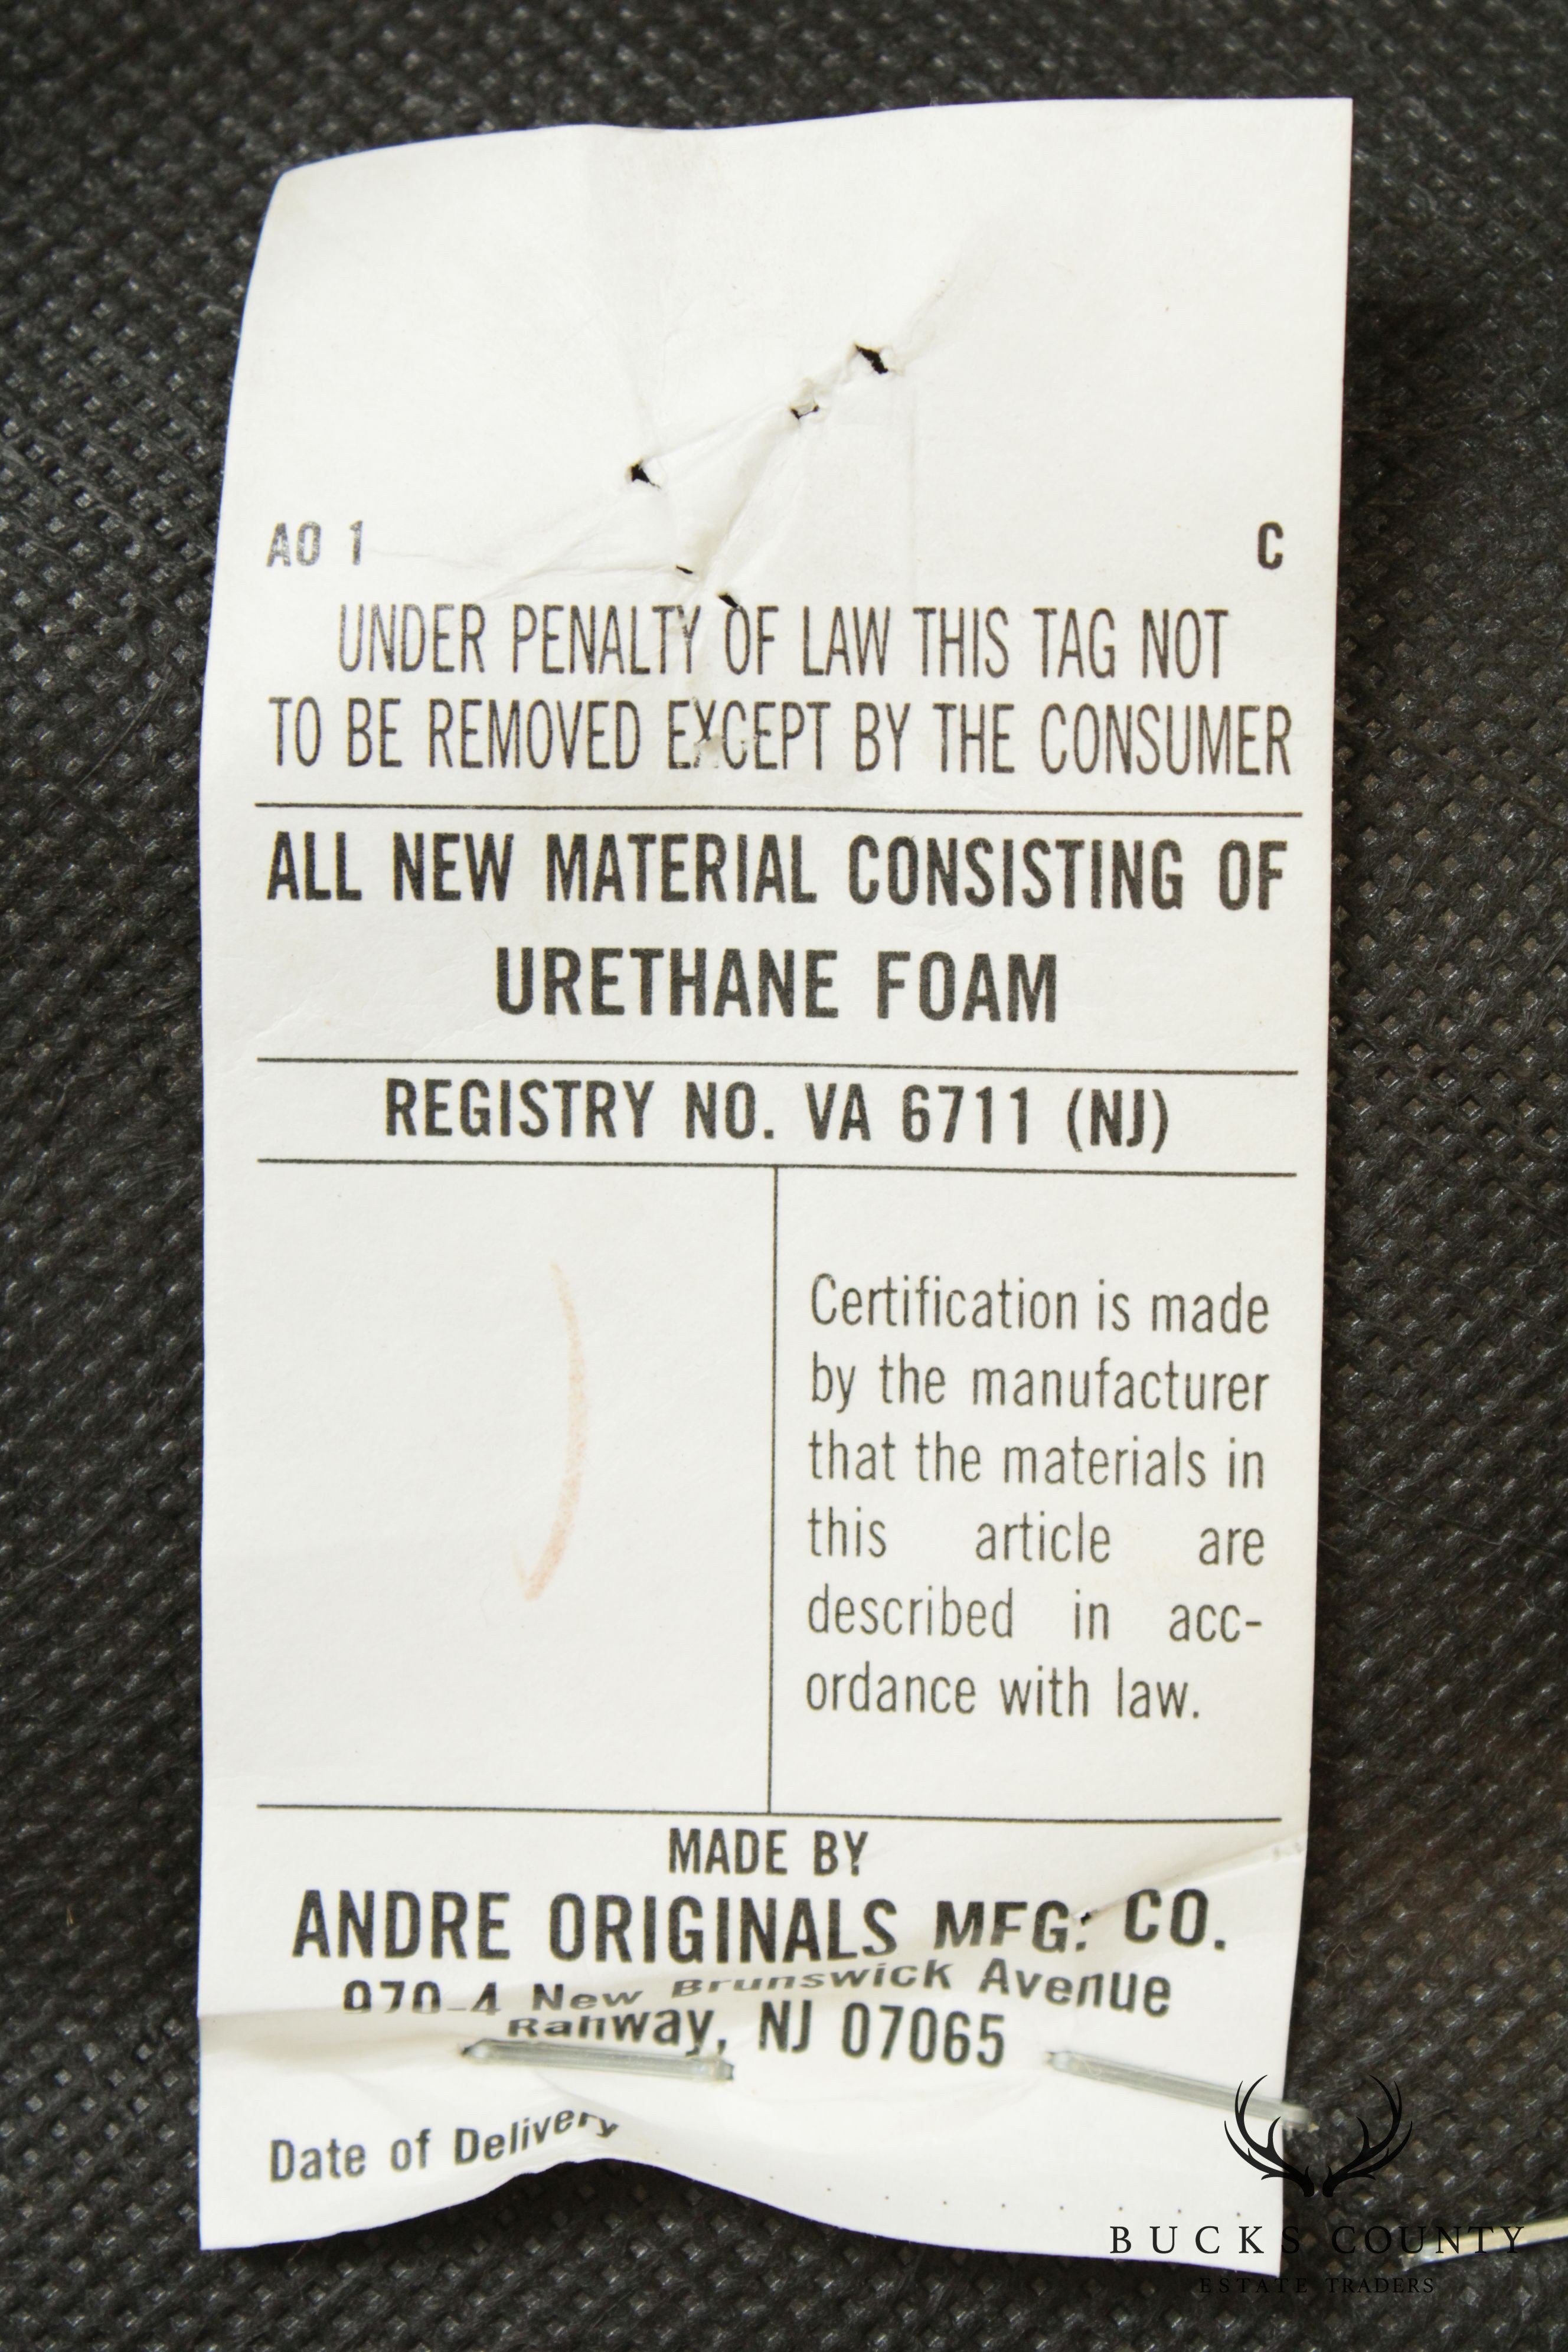 AO 1 C
UNDER PENALTY OF LAW THIS TAG NOT
TO BE REMOVED EXCEPT BY THE CONSUMER
ALL NEW MATERIAL CONSISTING OF
URETHANE FOAM
REGISTRY NO. VA 6711 (NJ)
Certification is made
by the manufacturer
that the materials in
this article are
described in acc-
ordance with law.
MADE BY
ANDRE ORIGINALS MFG. CO.
970-4 New Brunswick Avenue
Rahway, NJ 07065
Date of Delivery
BUCKS COUNTY
ESTATE TRADERS